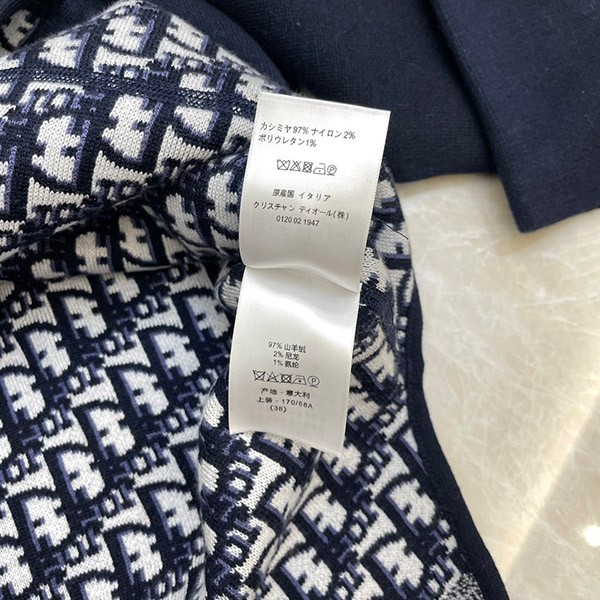 カシミヤ97% ナイロン2%
ポリウレタン1%
原産国 イタリア
クリスチャン ディオール(株)
0120 02 1947
97% 山羊绒
2% 尼龙
1% 氨纶
产地 - 意大利
上装 - 170/88A
(38)